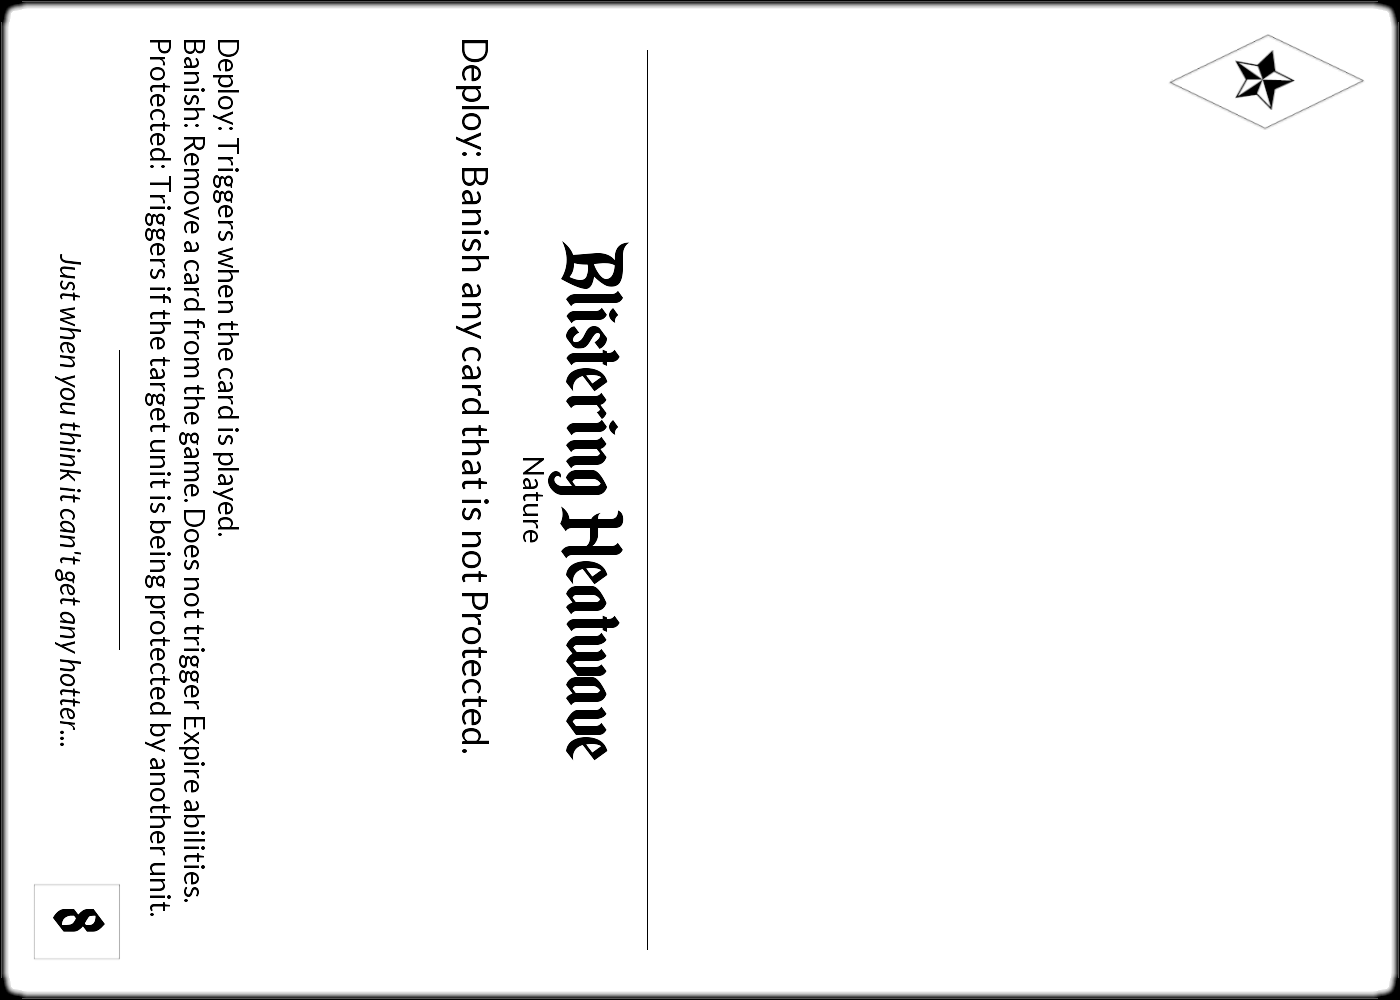 Blistering Heatwave
Nature
Deploy: Banish any card that is not Protected.
Deploy: Triggers when the card is played.
Banish: Remove a card from the game. Does not trigger Expire abilities.
Protected: Triggers if the target unit is being protected by another unit.
Just when you think it can't get any hotter...
8